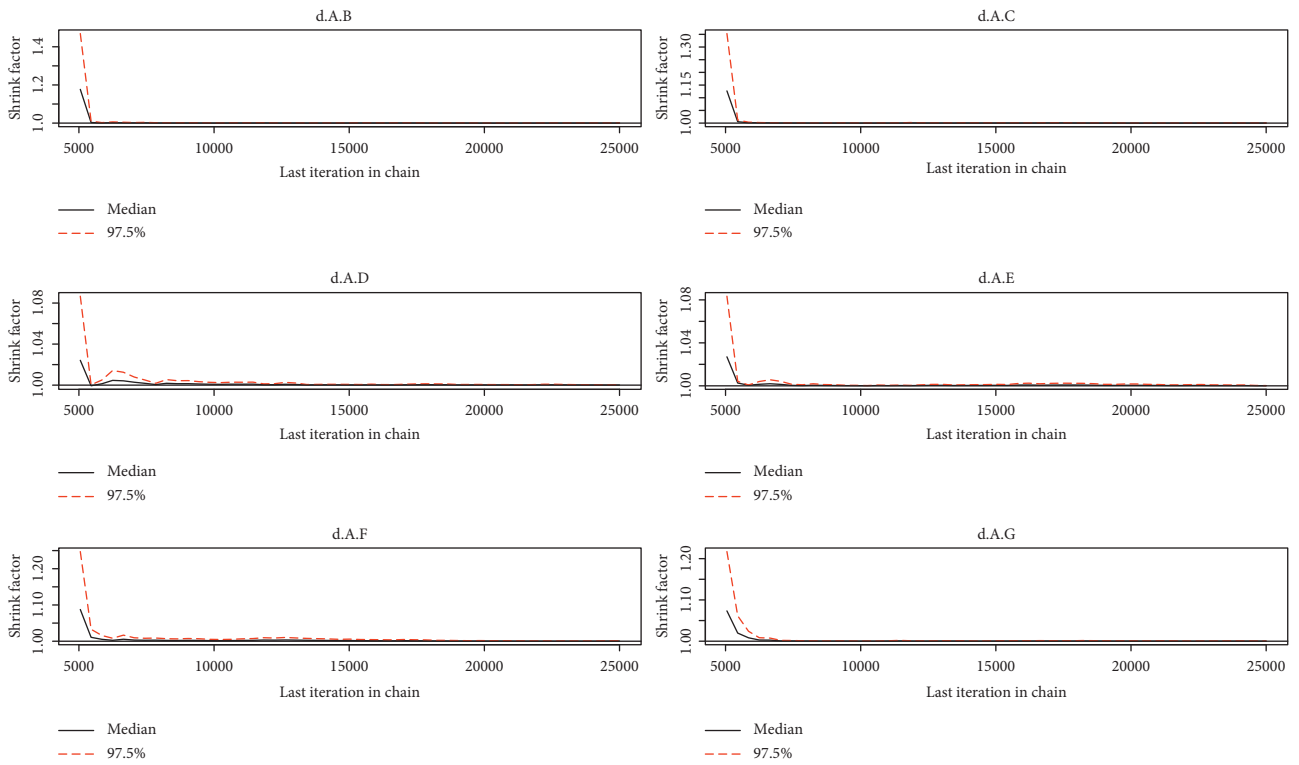 d.A.B
Shrink factor
1.0 1.2 1.4
5000 10000 15000 20000 25000
Last iteration in chain
Median
97.5%
d.A.C
Shrink factor
1.00 1.15 1.30
5000 10000 15000 20000 25000
Last iteration in chain
Median
97.5%
d.A.D
Shrink factor
1.00 1.04 1.08
5000 10000 15000 20000 25000
Last iteration in chain
Median
97.5%
d.A.E
Shrink factor
1.00 1.04 1.08
5000 10000 15000 20000 25000
Last iteration in chain
Median
97.5%
d.A.F
Shrink factor
1.00 1.10 1.20
5000 10000 15000 20000 25000
Last iteration in chain
Median
97.5%
d.A.G
Shrink factor
1.00 1.10 1.20
5000 10000 15000 20000 25000
Last iteration in chain
Median
97.5%